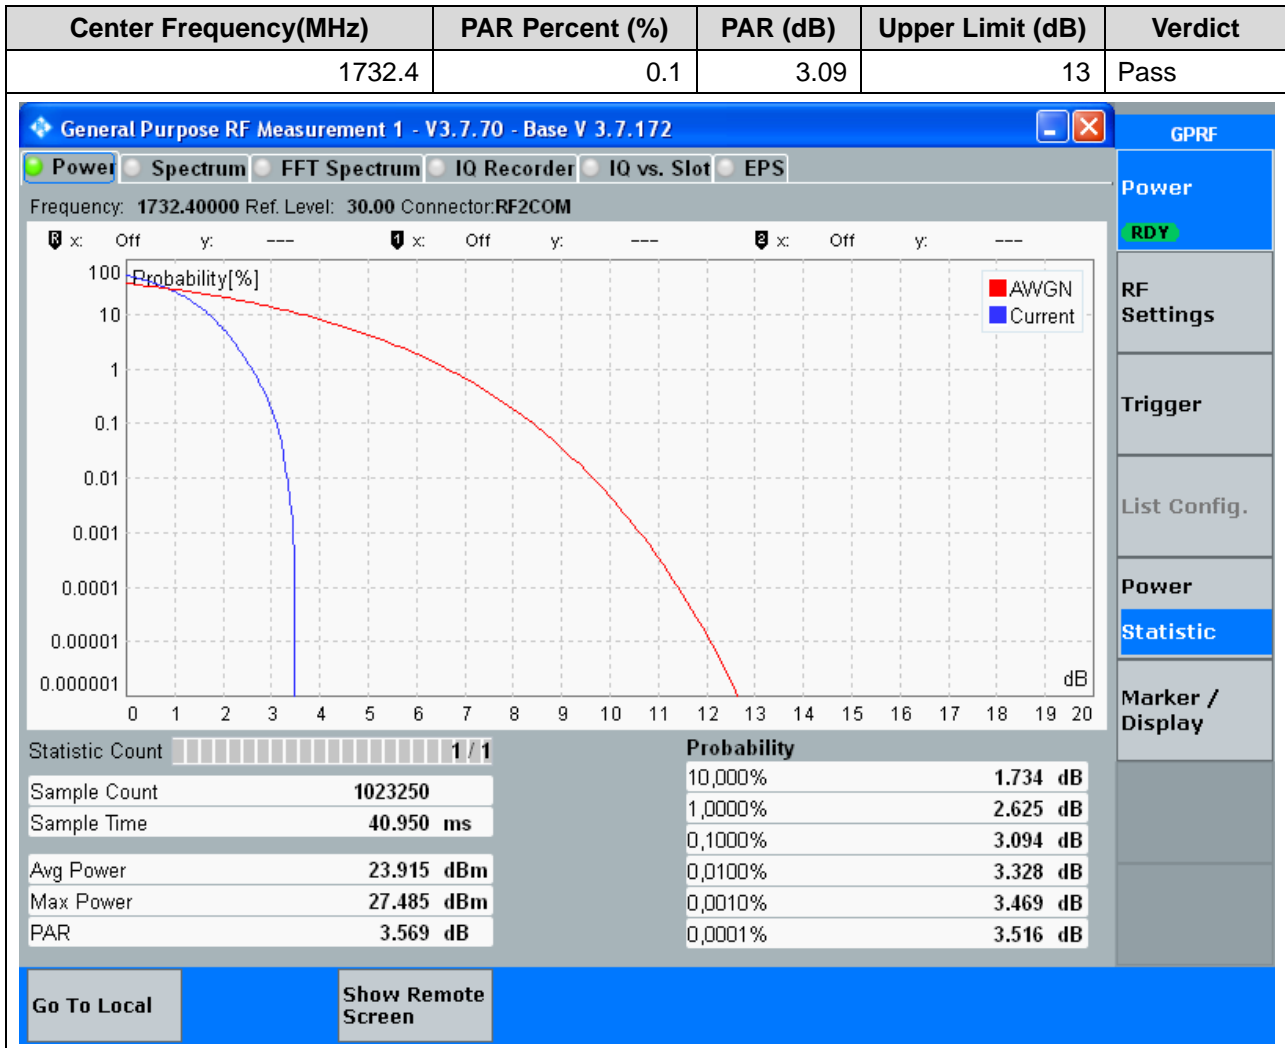 Center Frequency(MHz) PAR Percent (%) PAR (dB) Upper Limit (dB) Verdict
1732.4 0.1 3.09 13 Pass
General Purpose RF Measurement 1 - V3.7.70 - Base V 3.7.172
GPRF
Power Spectrum FFT Spectrum IQ Recorder IQ vs. Slot EPS
Frequency: 1732.40000 Ref. Level: 30.00 Connector:RF2COM
R x: Off y: --- 1 x: Off y: --- 2 x: Off y: ---
Probability[%]
100
10
1
0.1
0.01
0.001
0.0001
0.00001
0.000001
AWGN
Current
dB
0 1 2 3 4 5 6 7 8 9 10 11 12 13 14 15 16 17 18 19 20
Statistic Count 1 / 1
Sample Count 1023250
Sample Time 40.950 ms
Avg Power 23.915 dBm
Max Power 27.485 dBm
PAR 3.569 dB
Probability
10,000% 1.734 dB
1,0000% 2.625 dB
0,1000% 3.094 dB
0,0100% 3.328 dB
0,0010% 3.469 dB
0,0001% 3.516 dB
Power
RDY
RF
Settings
Trigger
List Config.
Power
Statistic
Marker /
Display
Go To Local
Show Remote
Screen